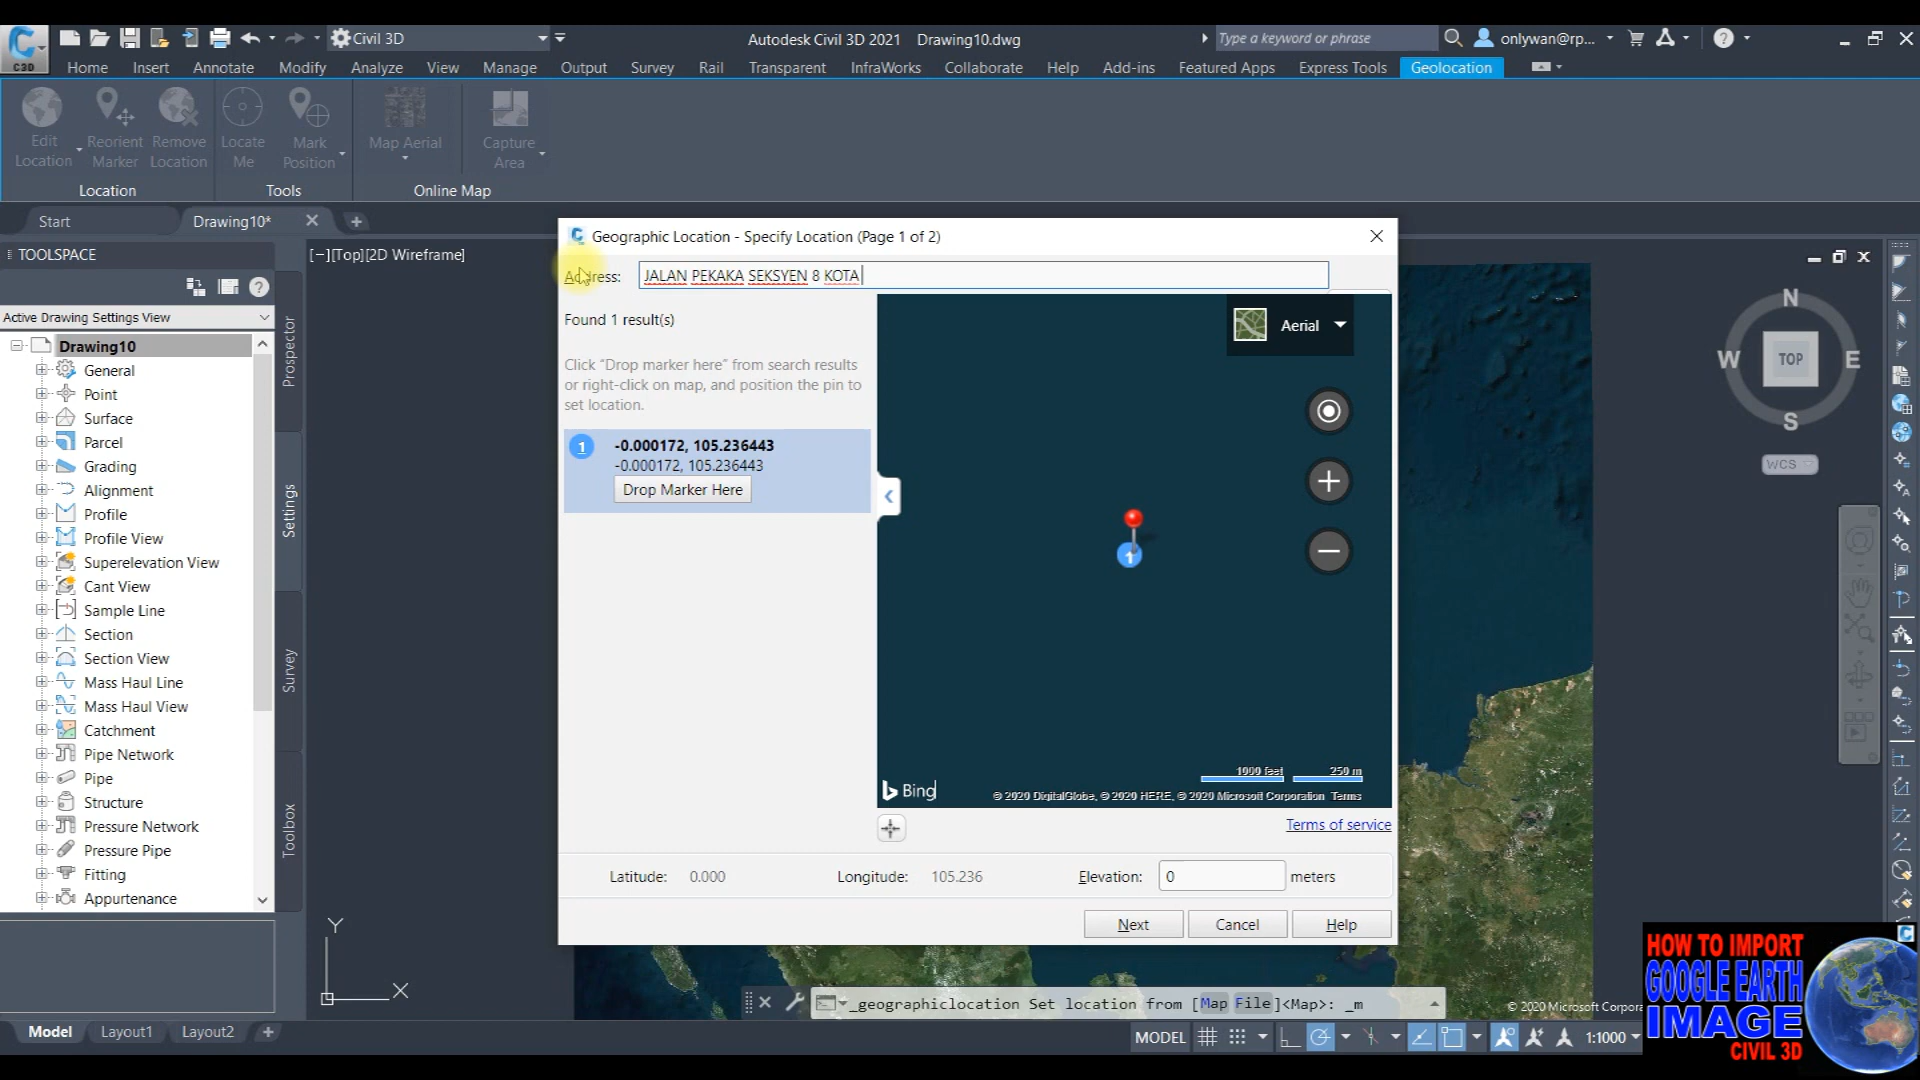 C3D
Civil 3D
Autodesk Civil 3D 2021 Drawing10.dwg
Type a keyword or phrase
onlywan@rp...
Home Insert Annotate Modify Analyze View Manage Output Survey Rail Transparent InfraWorks Collaborate Help Add-ins Featured Apps Express Tools Geolocation
Edit Location
Reorient Marker
Remove Location
Locate Me
Mark Position
Map Aerial
Capture Area
Location Tools Online Map
Start Drawing10*
TOOLSPACE
Active Drawing Settings View
Drawing10
General
Point
Surface
Parcel
Grading
Alignment
Profile
Profile View
Superelevation View
Cant View
Sample Line
Section
Section View
Mass Haul Line
Mass Haul View
Catchment
Pipe Network
Pipe
Structure
Pressure Network
Pressure Pipe
Fitting
Appurtenance
Prospector
Settings
Survey
Toolbox
[−][Top][2D Wireframe]
Geographic Location - Specify Location (Page 1 of 2)
Address: JALAN PEKAKA SEKSYEN 8 KOTA
Found 1 result(s)
Click "Drop marker here" from search results
or right-click on map, and position the pin to
set location.
1 -0.000172, 105.236443
-0.000172, 105.236443
Drop Marker Here
Aerial
1
1000 feet 250 m
Bing
© 2020 DigitalGlobe, © 2020 HERE, © 2020 Microsoft Corporation Terms
Terms of service
Latitude: 0.000 Longitude: 105.236 Elevation: 0 meters
Next Cancel Help
N
W TOP E
S
WCS
Y
X
_geographiclocation Set location from [Map File]<Map>: _m
© 2020 Microsoft Corpora
Model Layout1 Layout2
MODEL 1:1000
HOW TO IMPORT
GOOGLE EARTH
IMAGE
CIVIL 3D